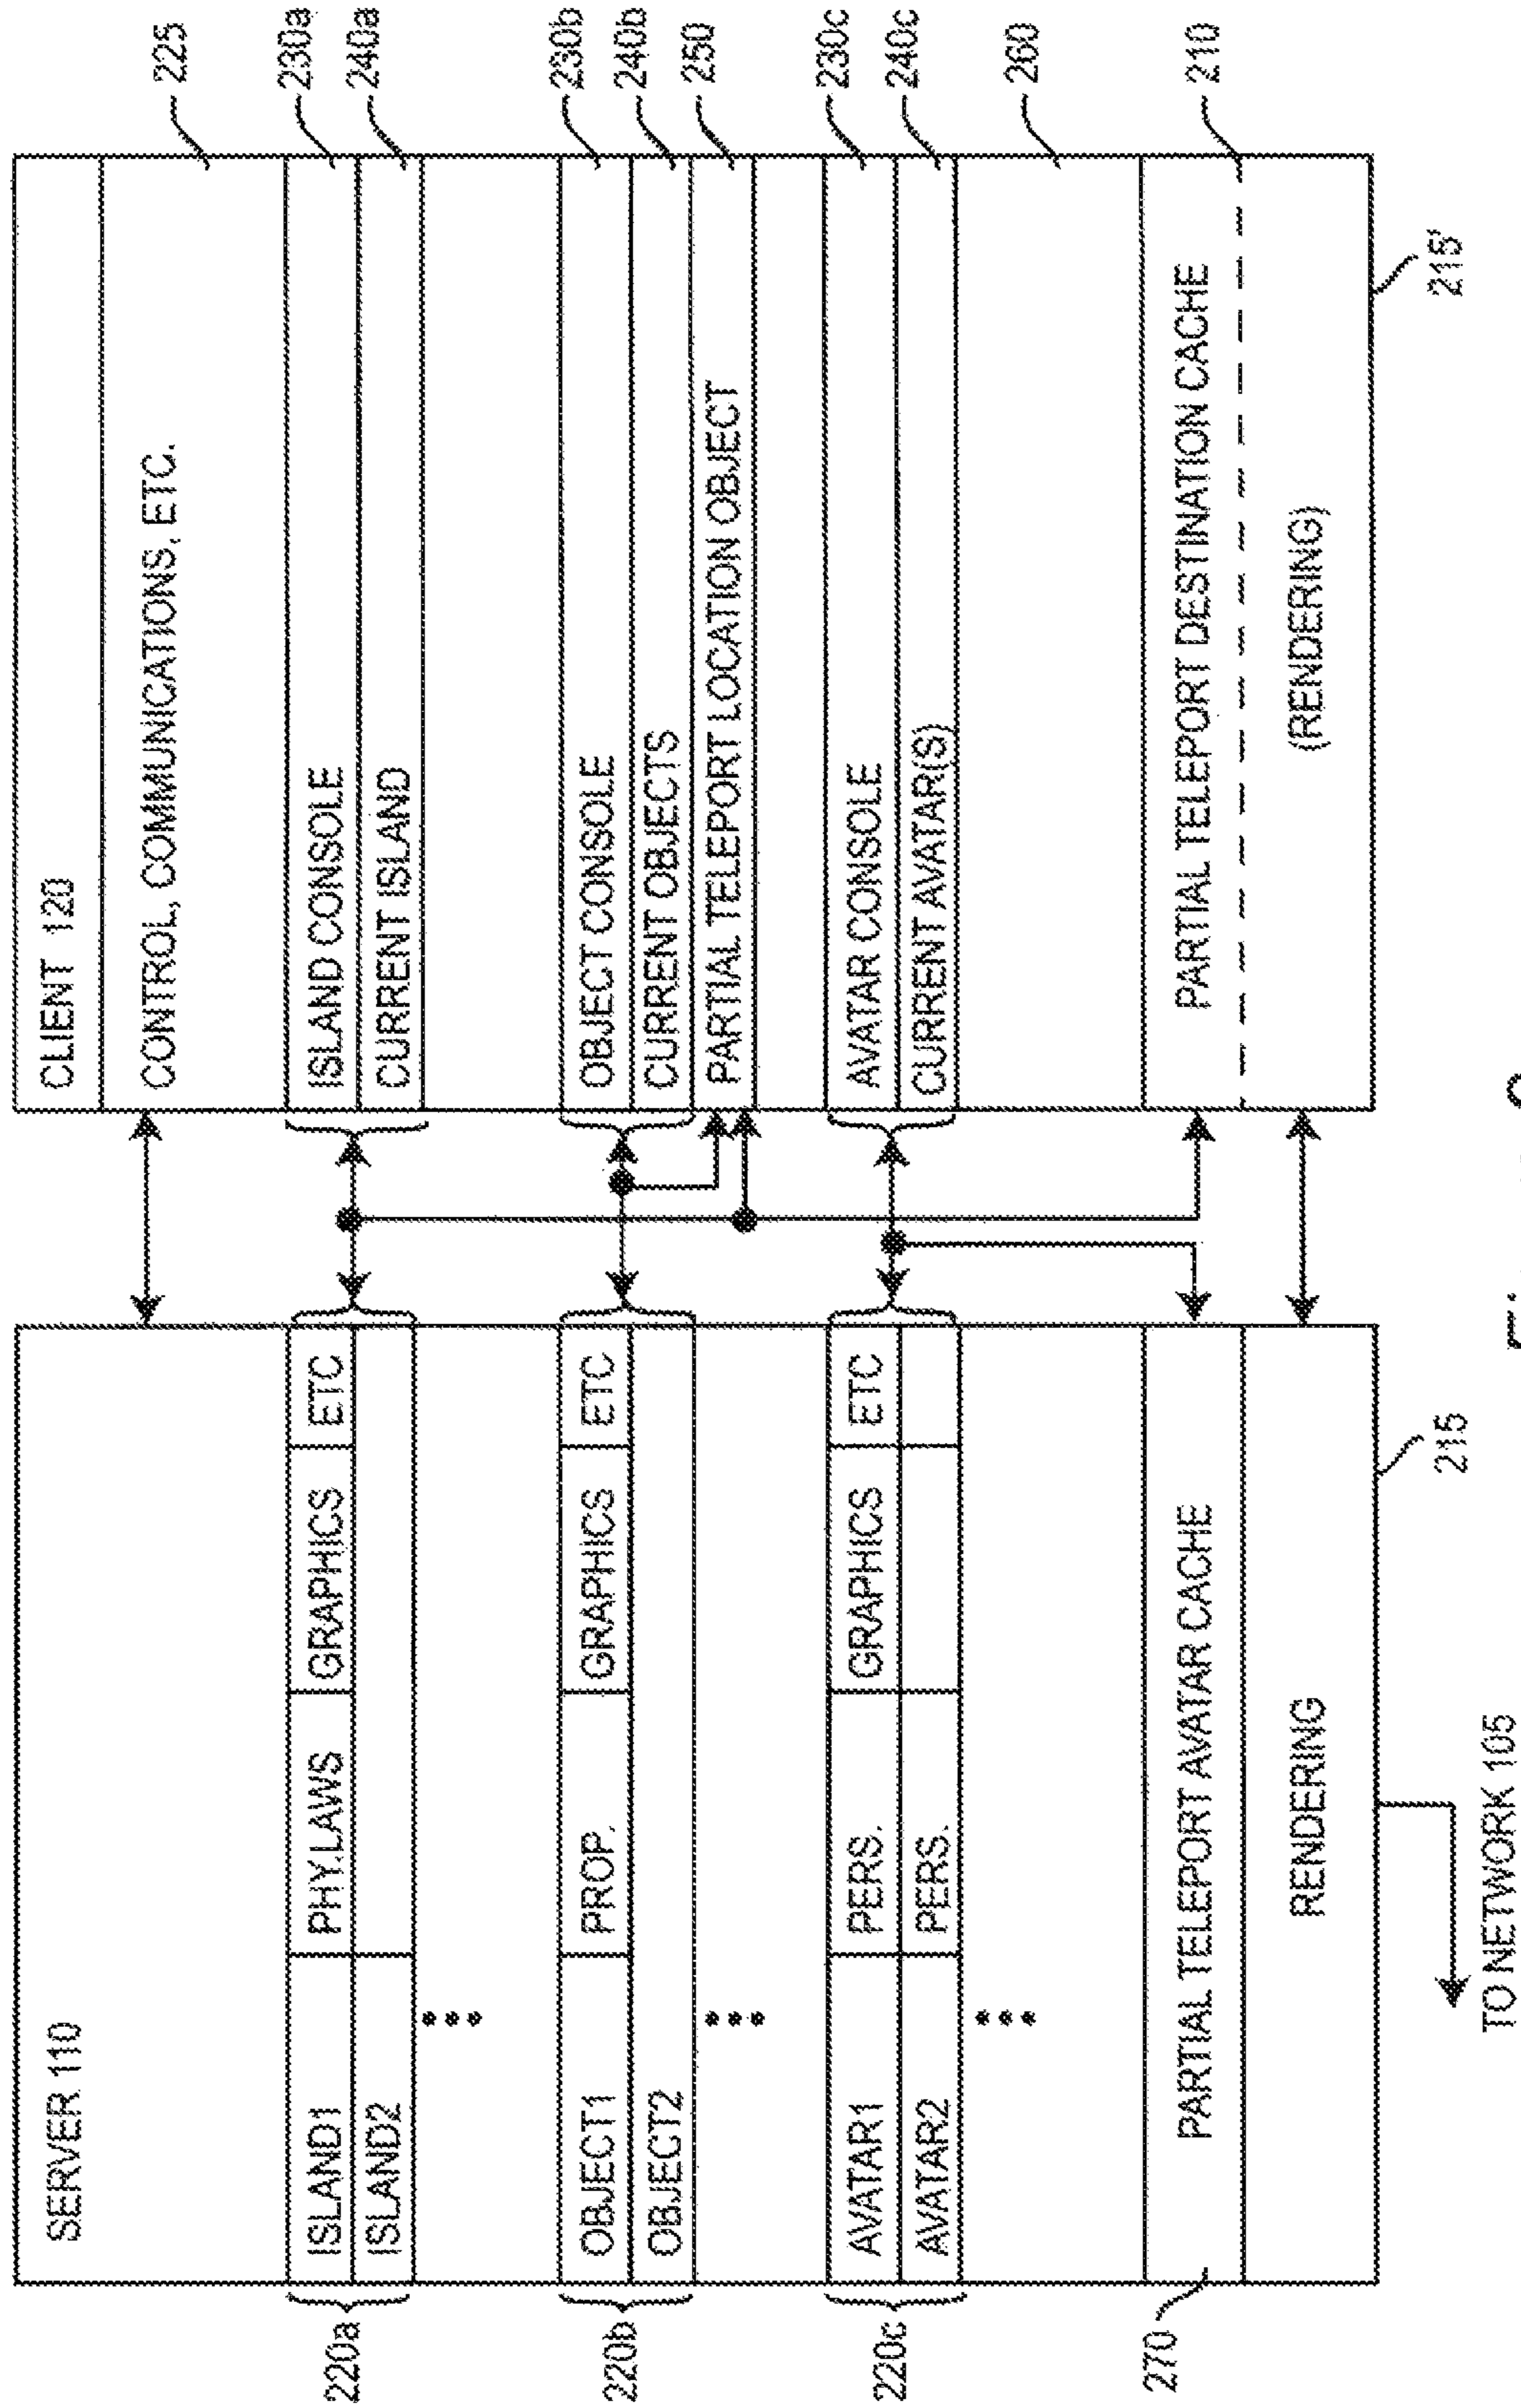 SERVER 110
ISLAND1 PHY.LAWS GRAPHICS ETC
ISLAND2
220a
OBJECT1 PROP. GRAPHICS ETC
OBJECT2
220b
AVATAR1 PERS. GRAPHICS ETC
AVATAR2 PERS.
220c
PARTIAL TELEPORT AVATAR CACHE
270
RENDERING
215
TO NETWORK 105
CLIENT 120
CONTROL, COMMUNICATIONS, ETC.
225
ISLAND CONSOLE
230a
CURRENT ISLAND
240a
OBJECT CONSOLE
230b
CURRENT OBJECTS
240b
PARTIAL TELEPORT LOCATION OBJECT
250
AVATAR CONSOLE
230c
CURRENT AVATAR(S)
240c
260
PARTIAL TELEPORT DESTINATION CACHE
210
(RENDERING)
215'